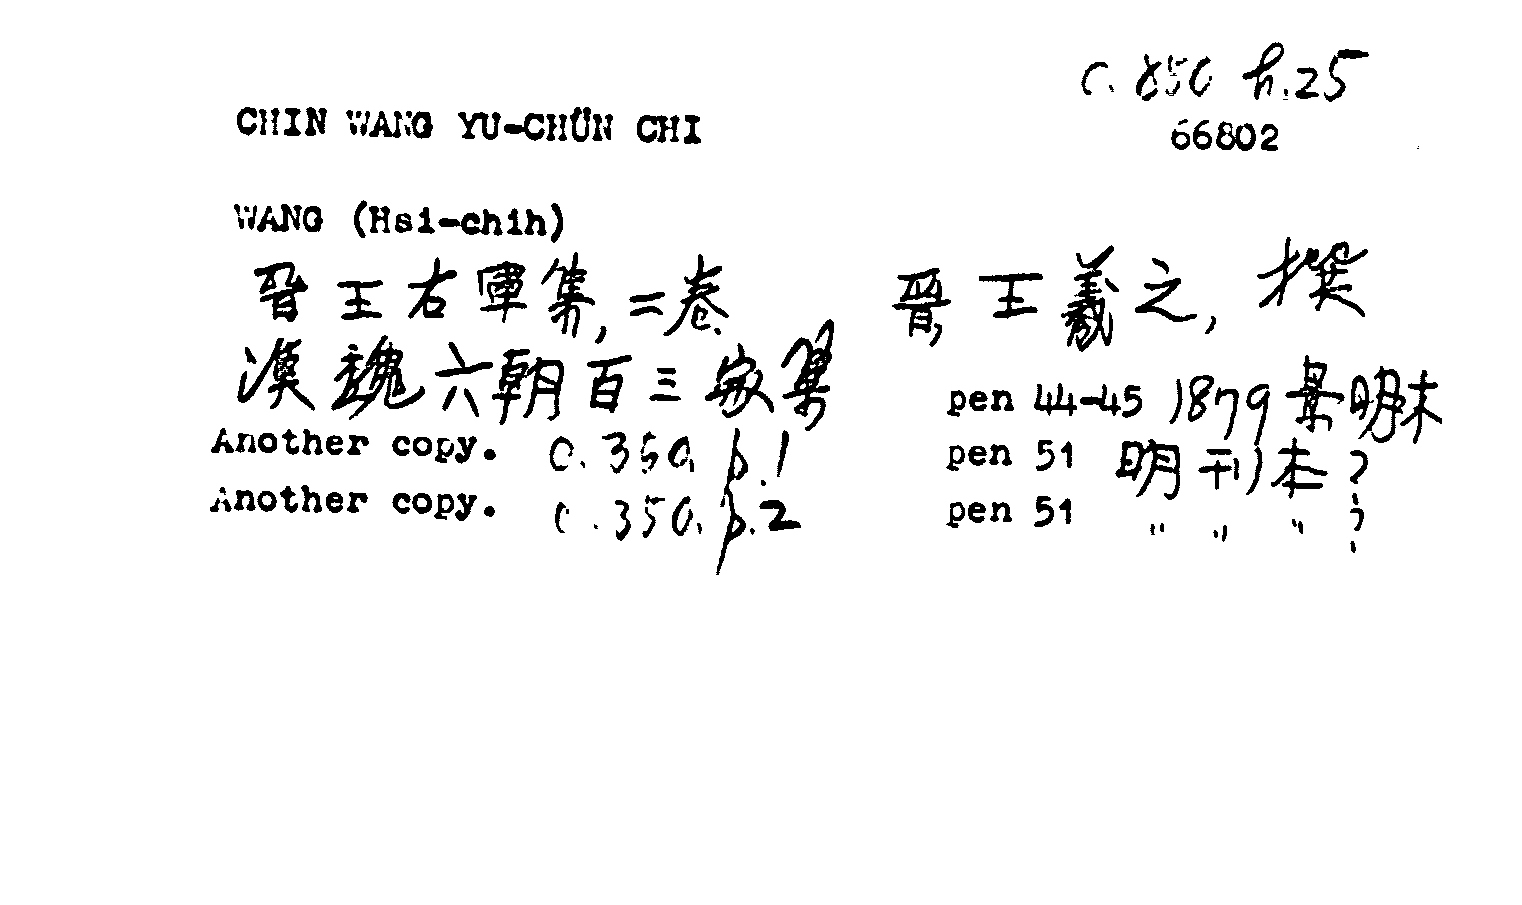 C. 850 h.25
CHIN WANG YU-CHÜN CHI
66802
WANG (Hsi-chih)
晉王右軍集, 二卷 晉王羲之, 撰
漢魏六朝百三家集 pen 44-45 1879 景明本
Another copy. C. 350. b.1 pen 51 明刊本?
Another copy. C. 350. b.2 pen 51 " " " ?